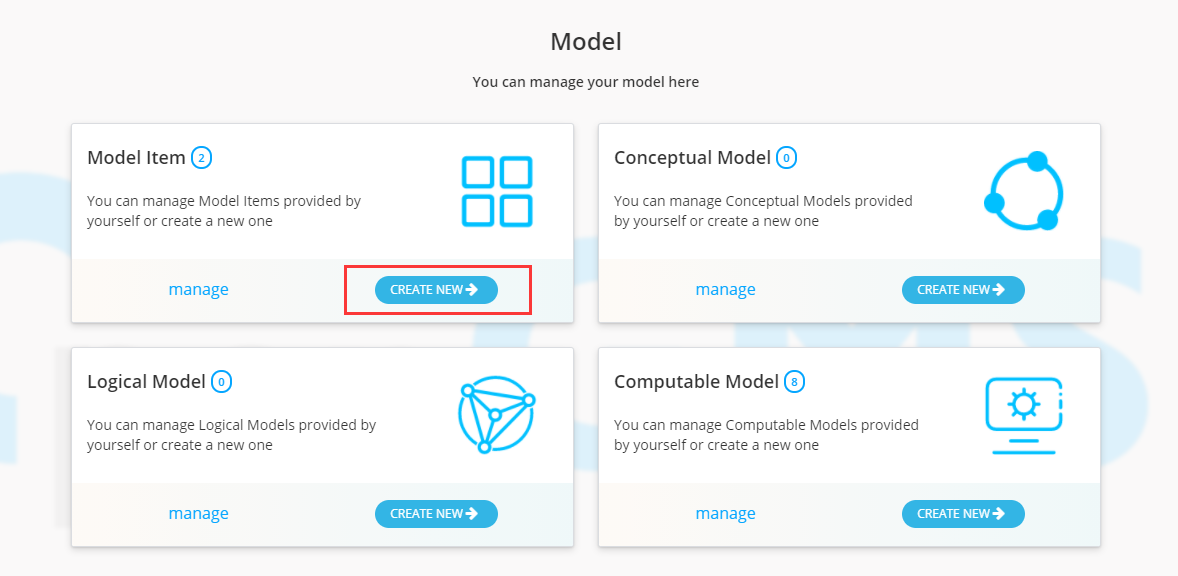 Model
You can manage your model here
Model Item 2
You can manage Model Items provided by
yourself or create a new one
manage
CREATE NEW
Conceptual Model 0
You can manage Conceptual Models provided
by yourself or create a new one
manage
CREATE NEW
Logical Model 0
You can manage Logical Models provided by
yourself or create a new one
manage
CREATE NEW
Computable Model 8
You can manage Computable Models provided
by yourself or create a new one
manage
CREATE NEW